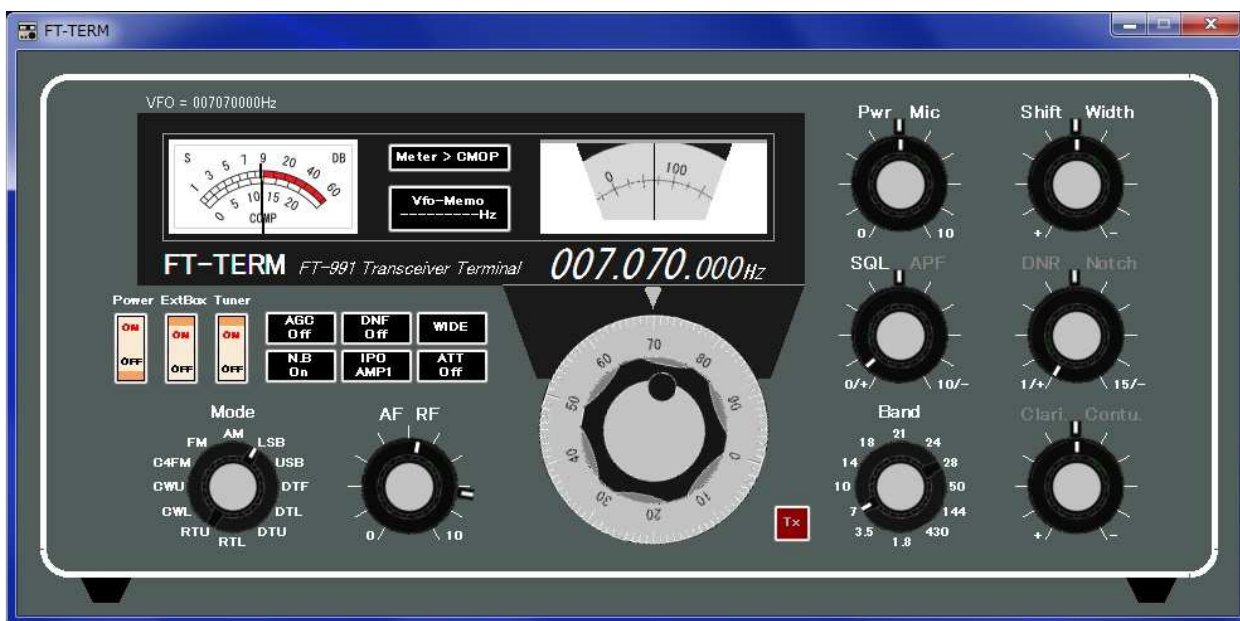 FT-TERM
VFO = 007070000Hz
S 1 3 5 7 9 20 40 60 DB
0 5 10 15 20
COMP
Meter > CMOP
Vfo-Memo
---------Hz
0 100
FT-TERM FT-991 Transceiver Terminal 007.070.000Hz
Power ExtBox Tuner
ON OFF
ON OFF
ON OFF
AGC
Off
DNF
Off
WIDE
N.B
On
IPO
AMP1
ATT
Off
Mode
AM LSB USB DTF DTL DTU RTL RTU CWL CWU C4FM FM
AF RF
0/ \10
70 80 90 0 10 20 30 40 50 60
Tx
Pwr Mic
0/ \10
Shift Width
+/ \-
SQL APF
0/+/ \10/-
DNR Notch
1/+/ \15/-
Band
21 24 28 50 144 430 1.8 3.5 7 10 14 18
Clari. Contu.
+/ \-